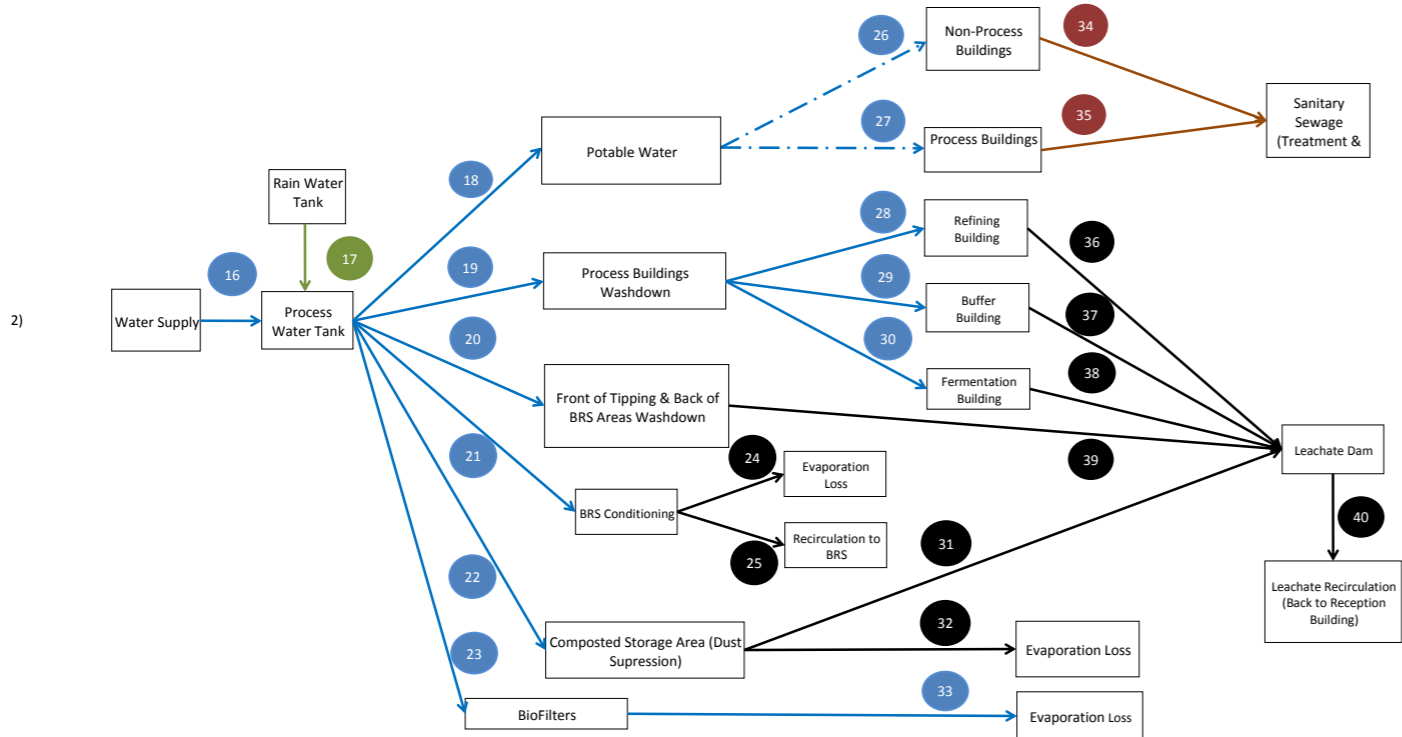 26
Non-Process
Buildings
34
27
Process Buildings
35
Sanitary
Sewage
(Treatment &
Potable Water
18
Rain Water
Tank
17
28
Refining
Building
36
16
19
Process Buildings
Washdown
29
Buffer
Building
37
2)
Water Supply
Process
Water Tank
20
30
Fermentation
Building
38
Front of Tipping & Back of
BRS Areas Washdown
39
Leachate Dam
21
24
Evaporation
Loss
BRS Conditioning
25
Recirculation to
BRS
31
40
Leachate Recirculation
(Back to Reception
Building)
22
Composted Storage Area (Dust
Supression)
32
Evaporation Loss
23
BioFilters
33
Evaporation Loss